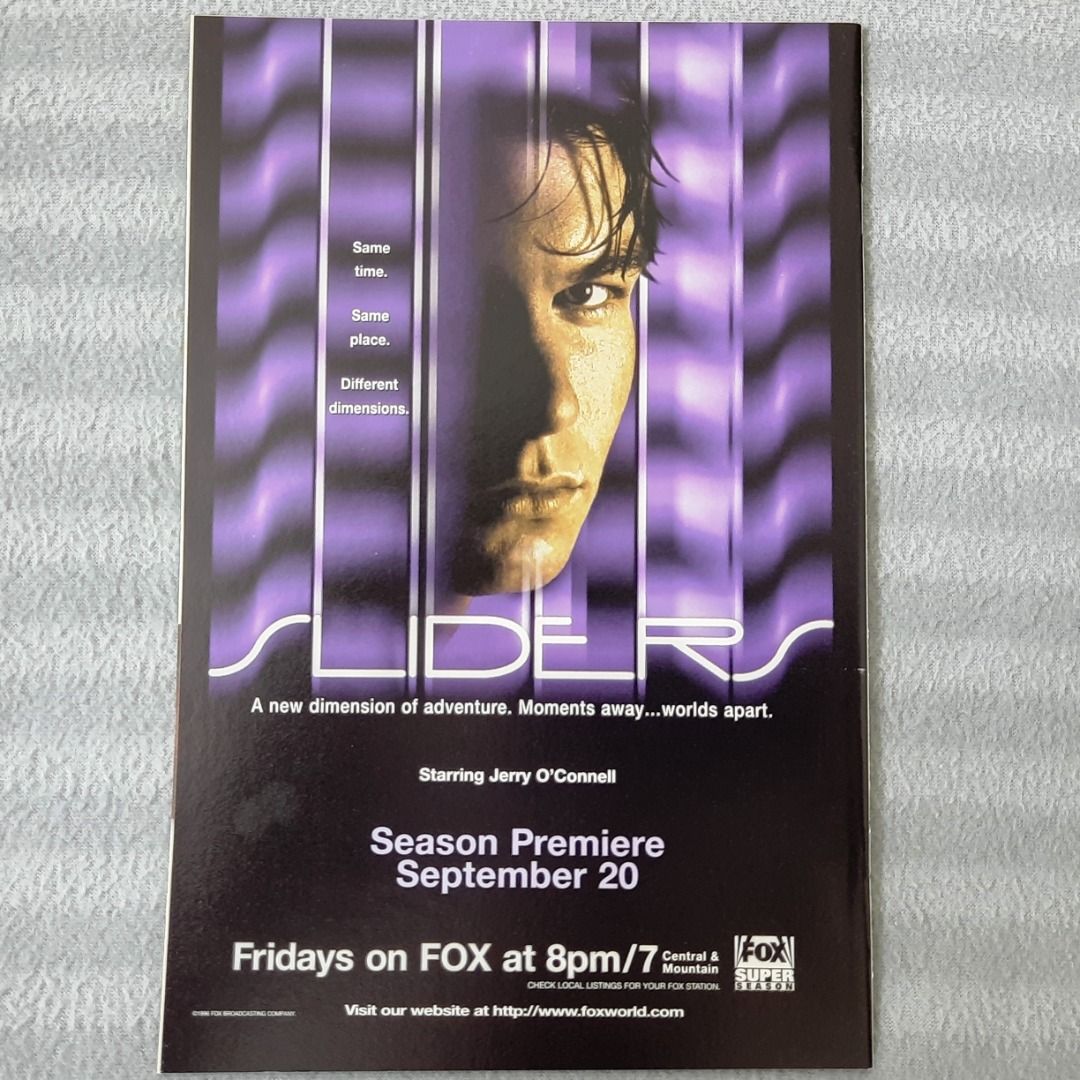 Same
time.
Same
place.
Different
dimensions.
SLIDERS
A new dimension of adventure. Moments away...worlds apart.
Starring Jerry O'Connell
Season Premiere
September 20
Fridays on FOX at 8pm/7 Central &
Mountain
CHECK LOCAL LISTINGS FOR YOUR FOX STATION.
FOX
SUPER
SEASON
©1996 FOX BROADCASTING COMPANY.
Visit our website at http://www.foxworld.com